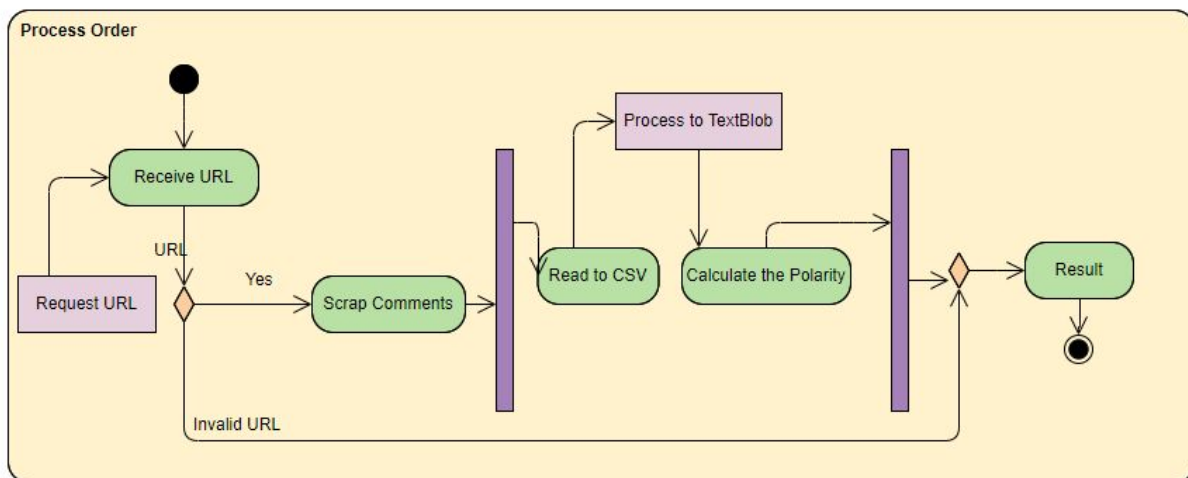 Process Order
Process to TextBlob
Receive URL
URL
Request URL
Yes
Scrap Comments
Read to CSV
Calculate the Polarity
Result
Invalid URL